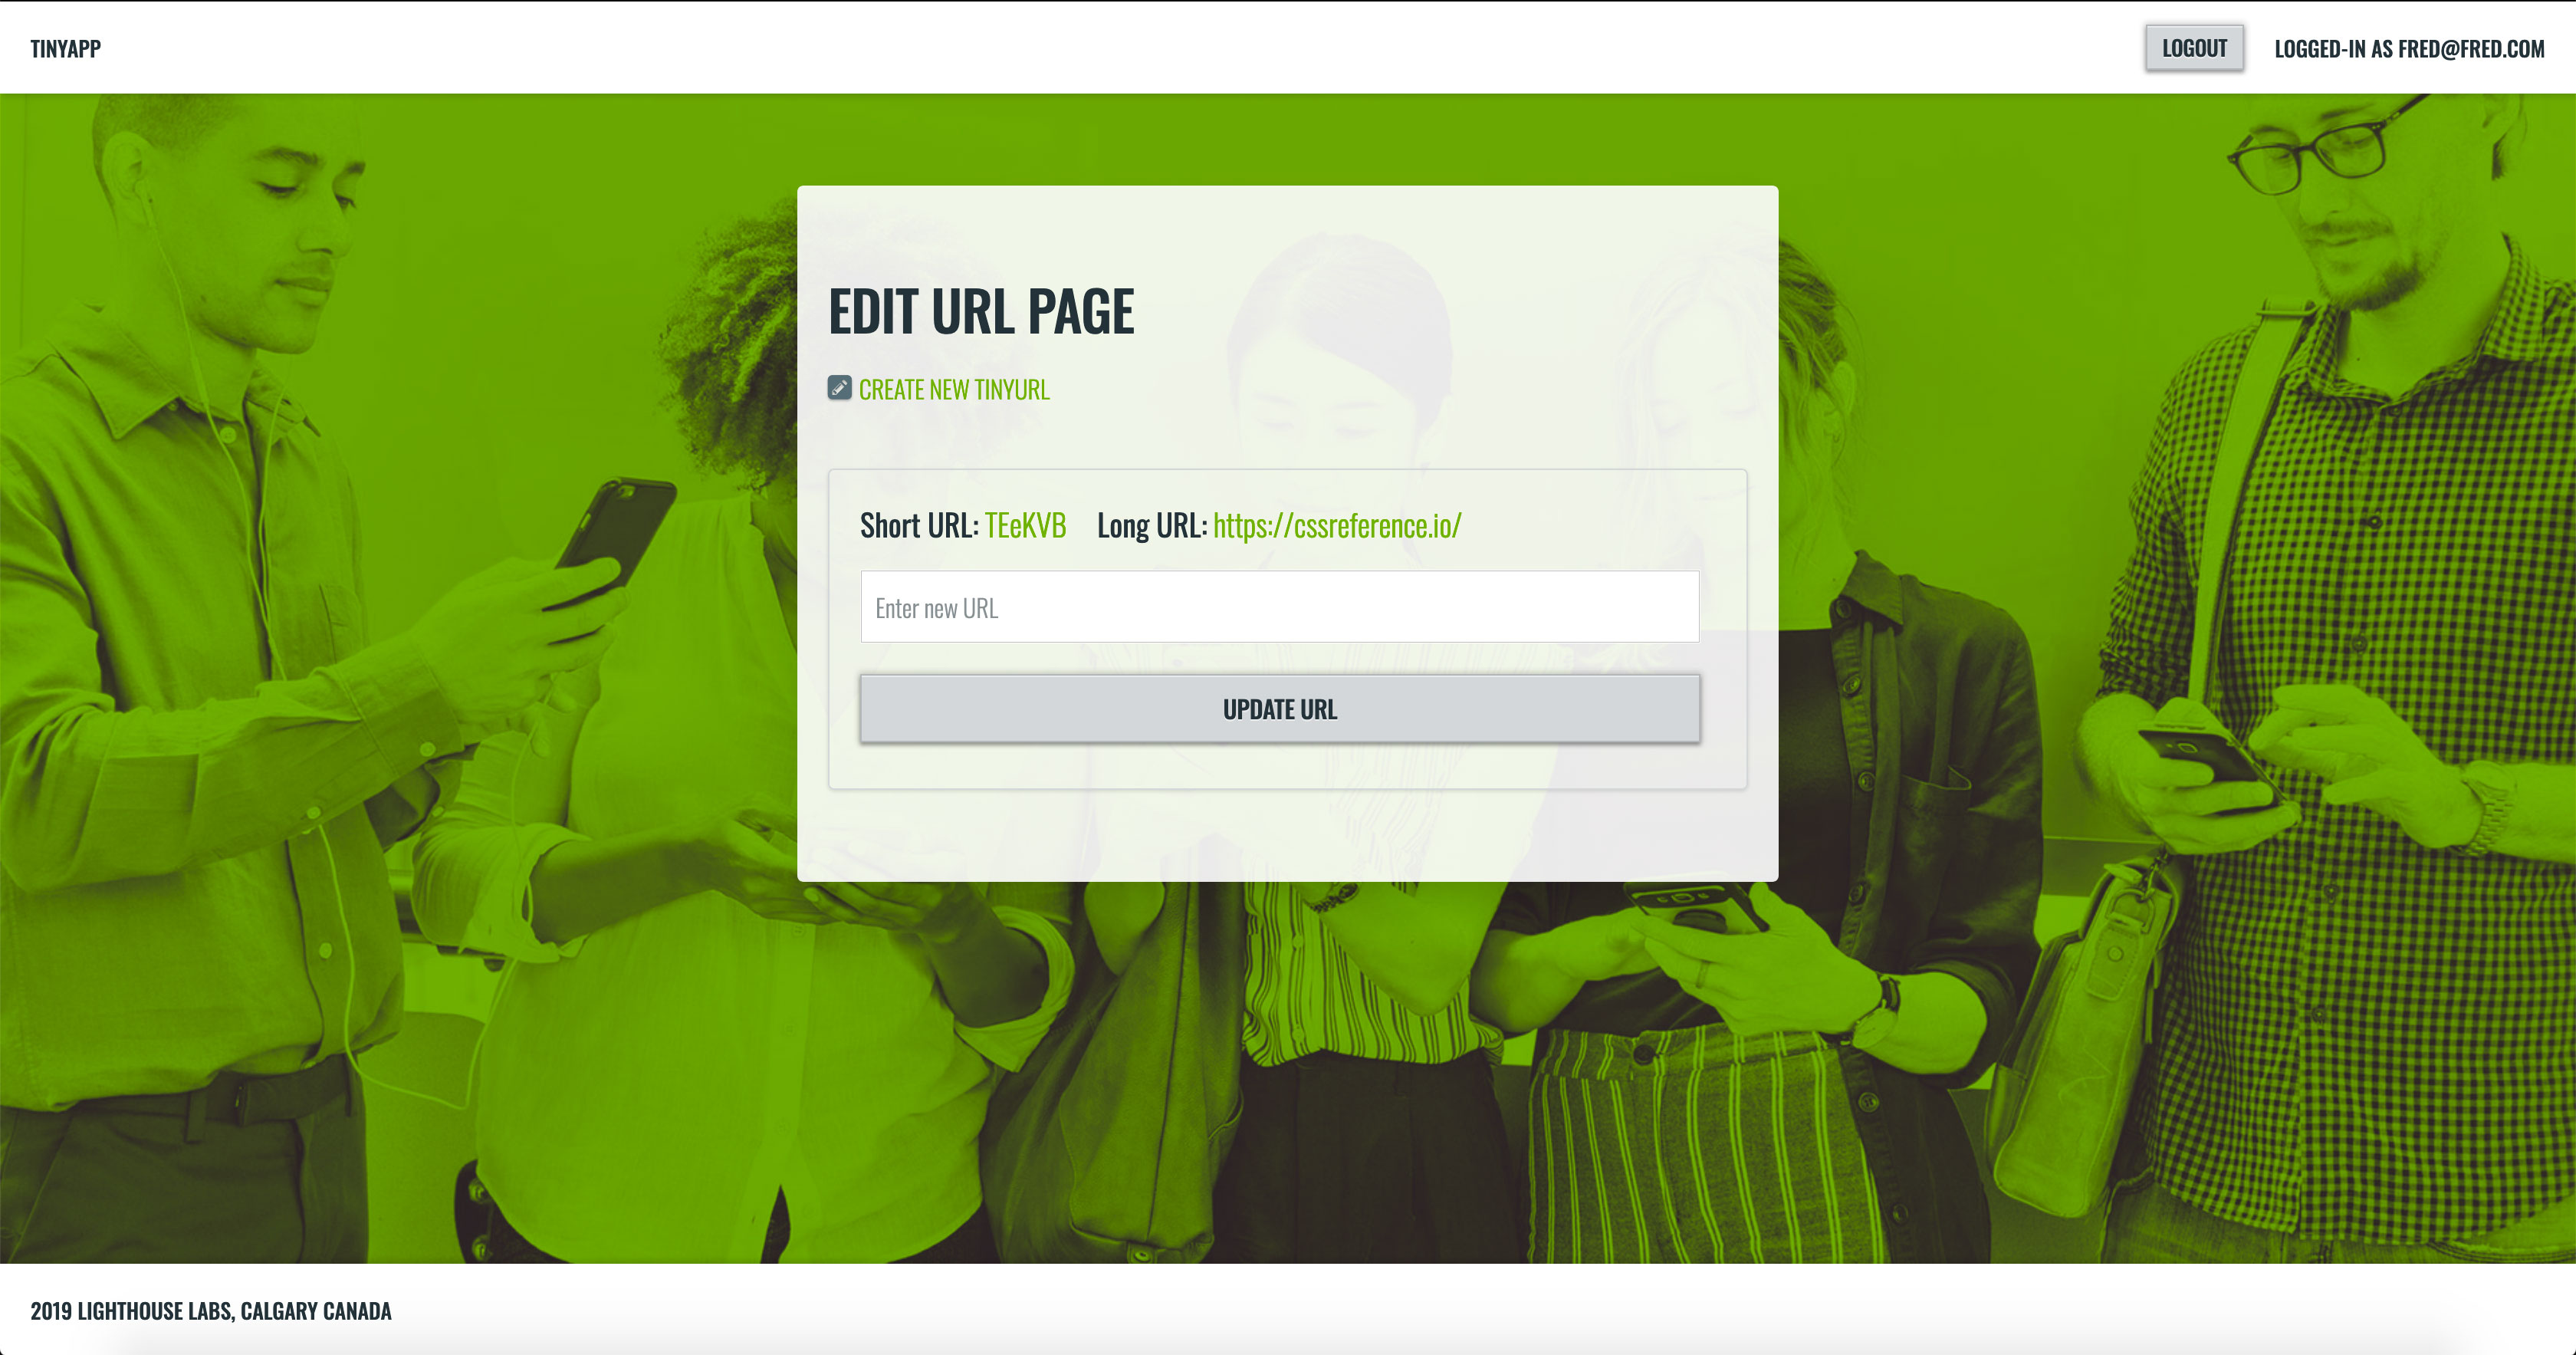 TINYAPP
LOGOUT
LOGGED-IN AS FRED@FRED.COM
EDIT URL PAGE
CREATE NEW TINYURL
Short URL: TEeKVB Long URL: https://cssreference.io/
Enter new URL
UPDATE URL
2019 LIGHTHOUSE LABS, CALGARY CANADA